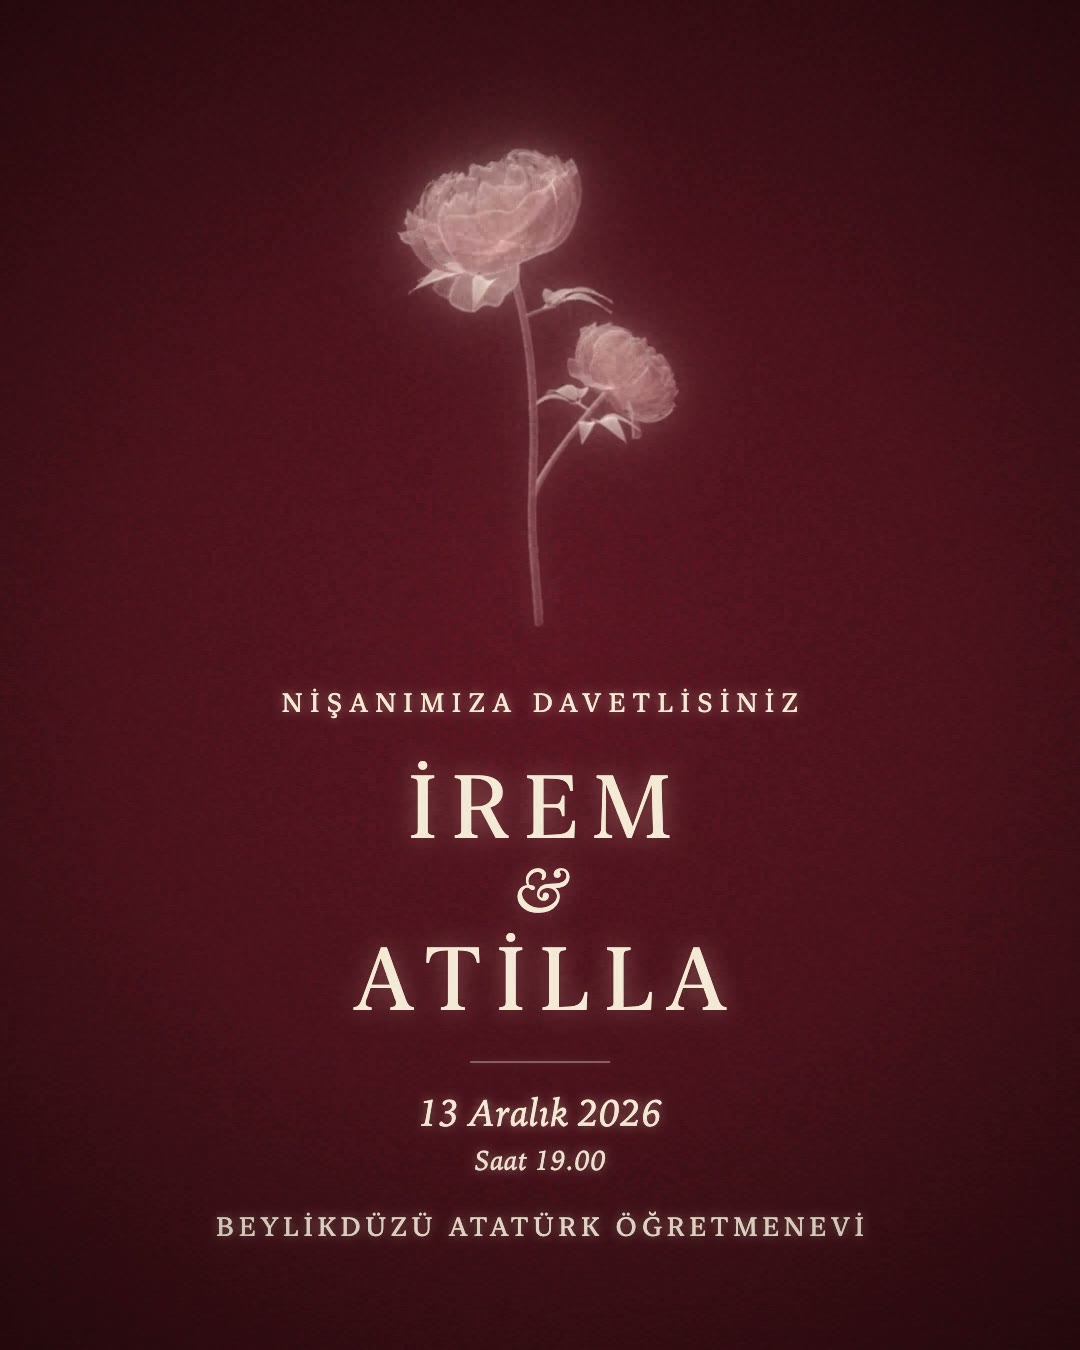 NİŞANIMIZA DAVETLİSİNİZ
İREM
&
ATİLLA
13 Aralık 2026
Saat 19.00
BEYLİKDÜZÜ ATATÜRK ÖĞRETMENEVİ